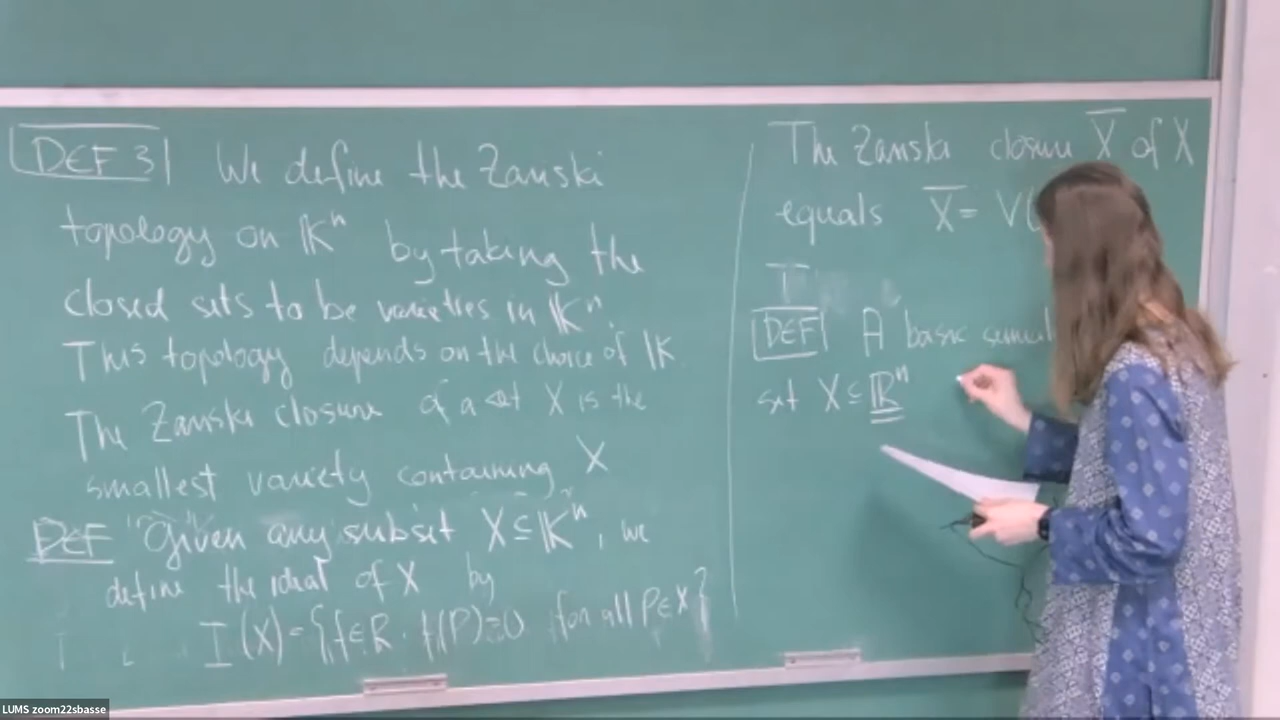 DEF 3 We define the Zariski
topology on 𝕂ⁿ by taking the
closed sets to be varieties in 𝕂ⁿ.
This topology depends on the choice of 𝕂
The Zariski closure of a set X is the
smallest variety containing X
DEF Given any subset X ⊆ 𝕂ⁿ, we
define the ideal of X by
I(X) = {f ∈ R : f(P) = 0 for all P ∈ X}
The Zariski closure X̅ of X
equals X̅ = V(
DEF A basic semial
set X ⊆ ℝⁿ
LUMS zoom22sbasse